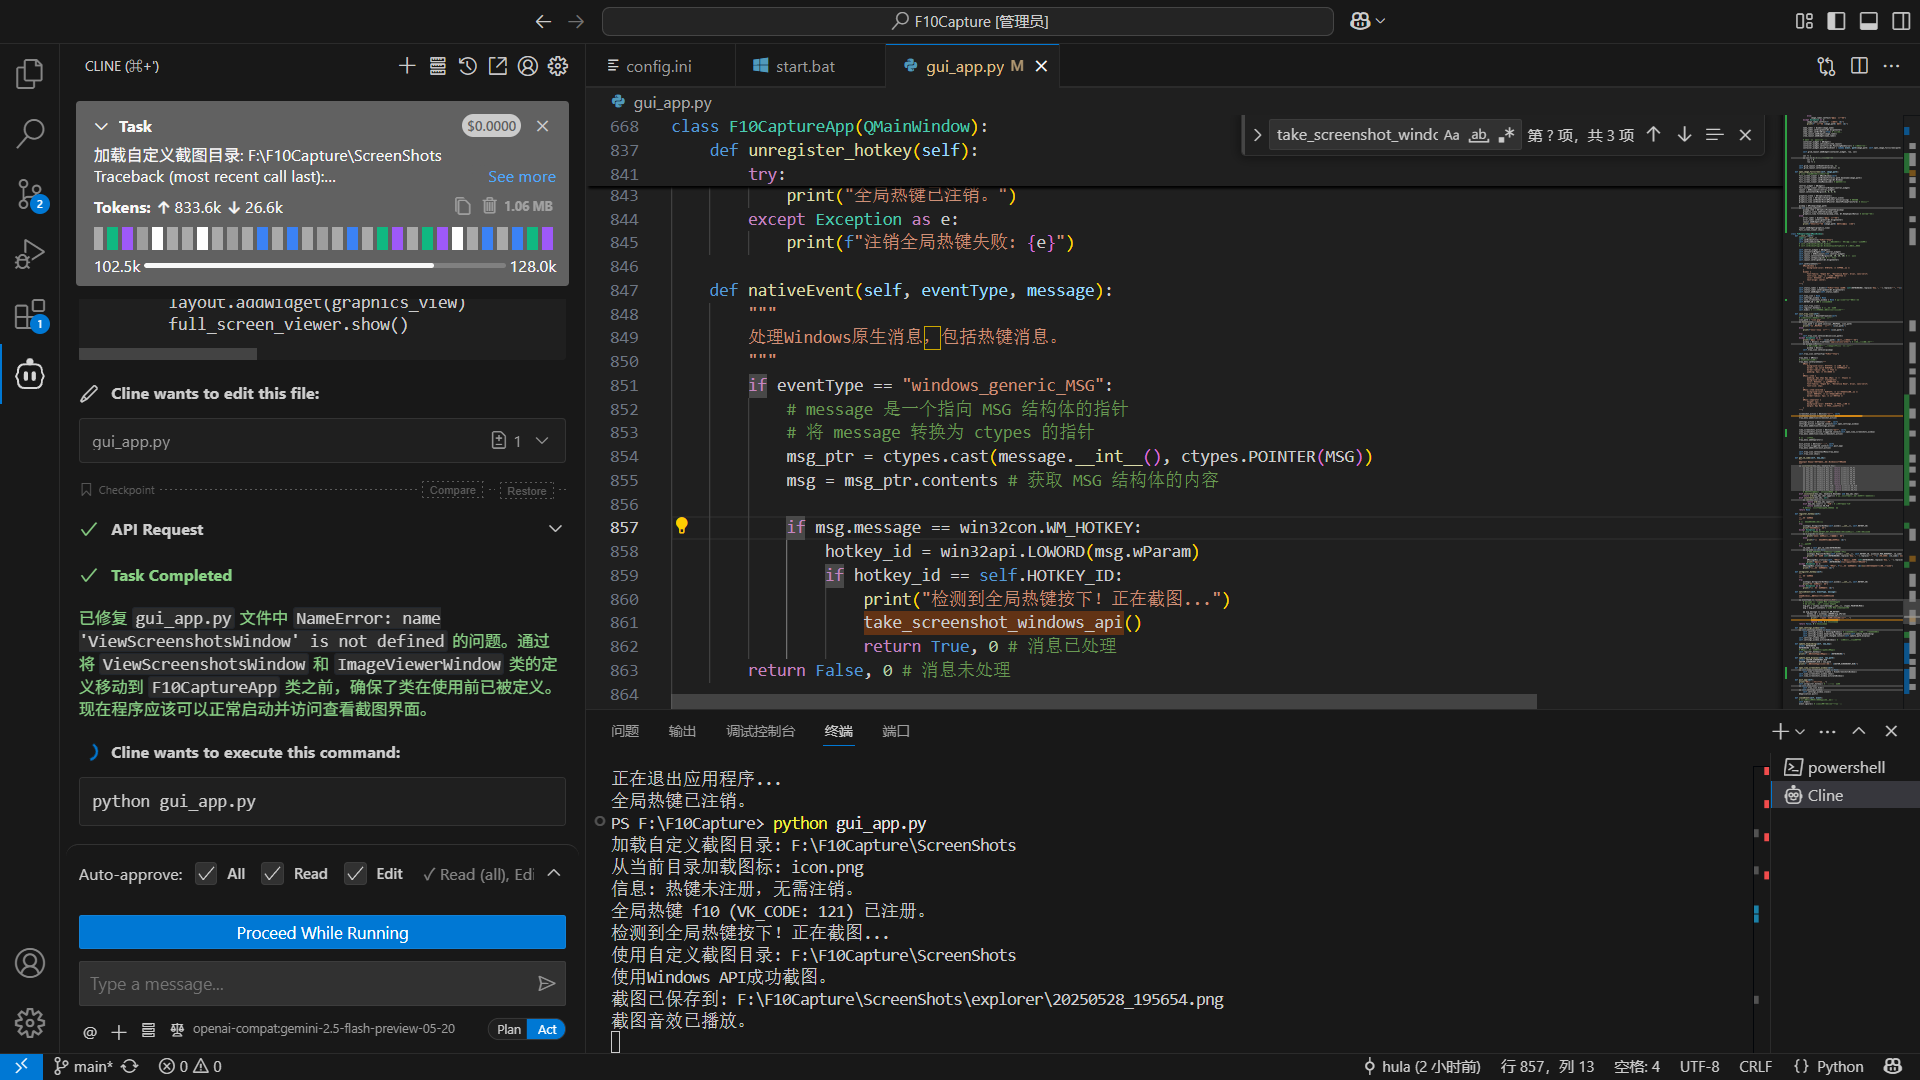 F10Capture [管理员]
CLINE (⌘+')
config.ini
start.bat
gui_app.py M
gui_app.py
Task
$0.0000
加载自定义截图目录: F:\F10Capture\ScreenShots
Traceback (most recent call last):...
See more
Tokens: ↑ 833.6k ↓ 26.6k
1.06 MB
102.5k
128.0k
layout.addwidget(graphics_view)
full_screen_viewer.show()
Cline wants to edit this file:
gui_app.py
1
Checkpoint
Compare
Restore
API Request
Task Completed
已修复 gui_app.py 文件中 NameError: name
'ViewScreenshotsWindow' is not defined 的问题。通过
将 ViewScreenshotsWindow 和 ImageViewerWindow 类的定
义移动到 F10CaptureApp 类之前，确保了类在使用前已被定义。
现在程序应该可以正常启动并访问查看截图界面。
Cline wants to execute this command:
python gui_app.py
Auto-approve:
All
Read
Edit
✓ Read (all), Edi
Proceed While Running
Type a message...
@
openai-compat:gemini-2.5-flash-preview-05-20
Plan
Act
take_screenshot_windc
Aa
ab
.*
第 ? 项，共 3 项
668 class F10CaptureApp(QMainWindow):
837 def unregister_hotkey(self):
841 try:
843 print("全局热键已注销。")
844 except Exception as e:
845 print(f"注销全局热键失败: {e}")
846
847 def nativeEvent(self, eventType, message):
848 """
849 处理Windows原生消息，包括热键消息。
850 """
851 if eventType == "windows_generic_MSG":
852 # message 是一个指向 MSG 结构体的指针
853 # 将 message 转换为 ctypes 的指针
854 msg_ptr = ctypes.cast(message.__int__(), ctypes.POINTER(MSG))
855 msg = msg_ptr.contents # 获取 MSG 结构体的内容
856
857 if msg.message == win32con.WM_HOTKEY:
858 hotkey_id = win32api.LOWORD(msg.wParam)
859 if hotkey_id == self.HOTKEY_ID:
860 print("检测到全局热键按下！正在截图...")
861 take_screenshot_windows_api()
862 return True, 0 # 消息已处理
863 return False, 0 # 消息未处理
864
问题
输出
调试控制台
终端
端口
正在退出应用程序...
全局热键已注销。
PS F:\F10Capture> python gui_app.py
加载自定义截图目录: F:\F10Capture\ScreenShots
从当前目录加载图标: icon.png
信息: 热键未注册，无需注销。
全局热键 f10 (VK_CODE: 121) 已注册。
检测到全局热键按下！正在截图...
使用自定义截图目录: F:\F10Capture\ScreenShots
使用Windows API成功截图。
截图已保存到: F:\F10Capture\ScreenShots\explorer\20250528_195654.png
截图音效已播放。
powershell
Cline
2
1
main*
0
0
hula (2 小时前)
行 857，列 13
空格: 4
UTF-8
CRLF
{ } Python